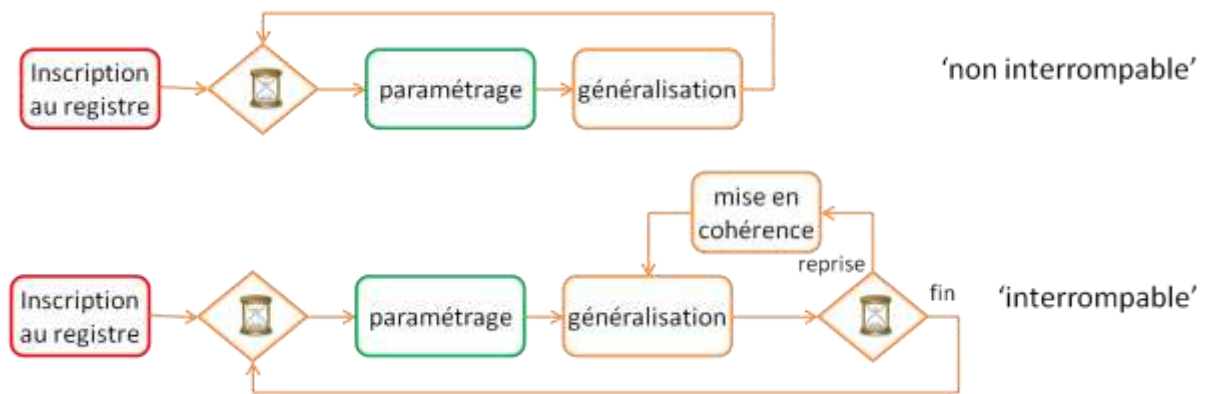 Inscription
au registre
paramétrage
généralisation
‘non interrompable’
mise en
cohérence
reprise
fin
Inscription
au registre
paramétrage
généralisation
‘interrompable’